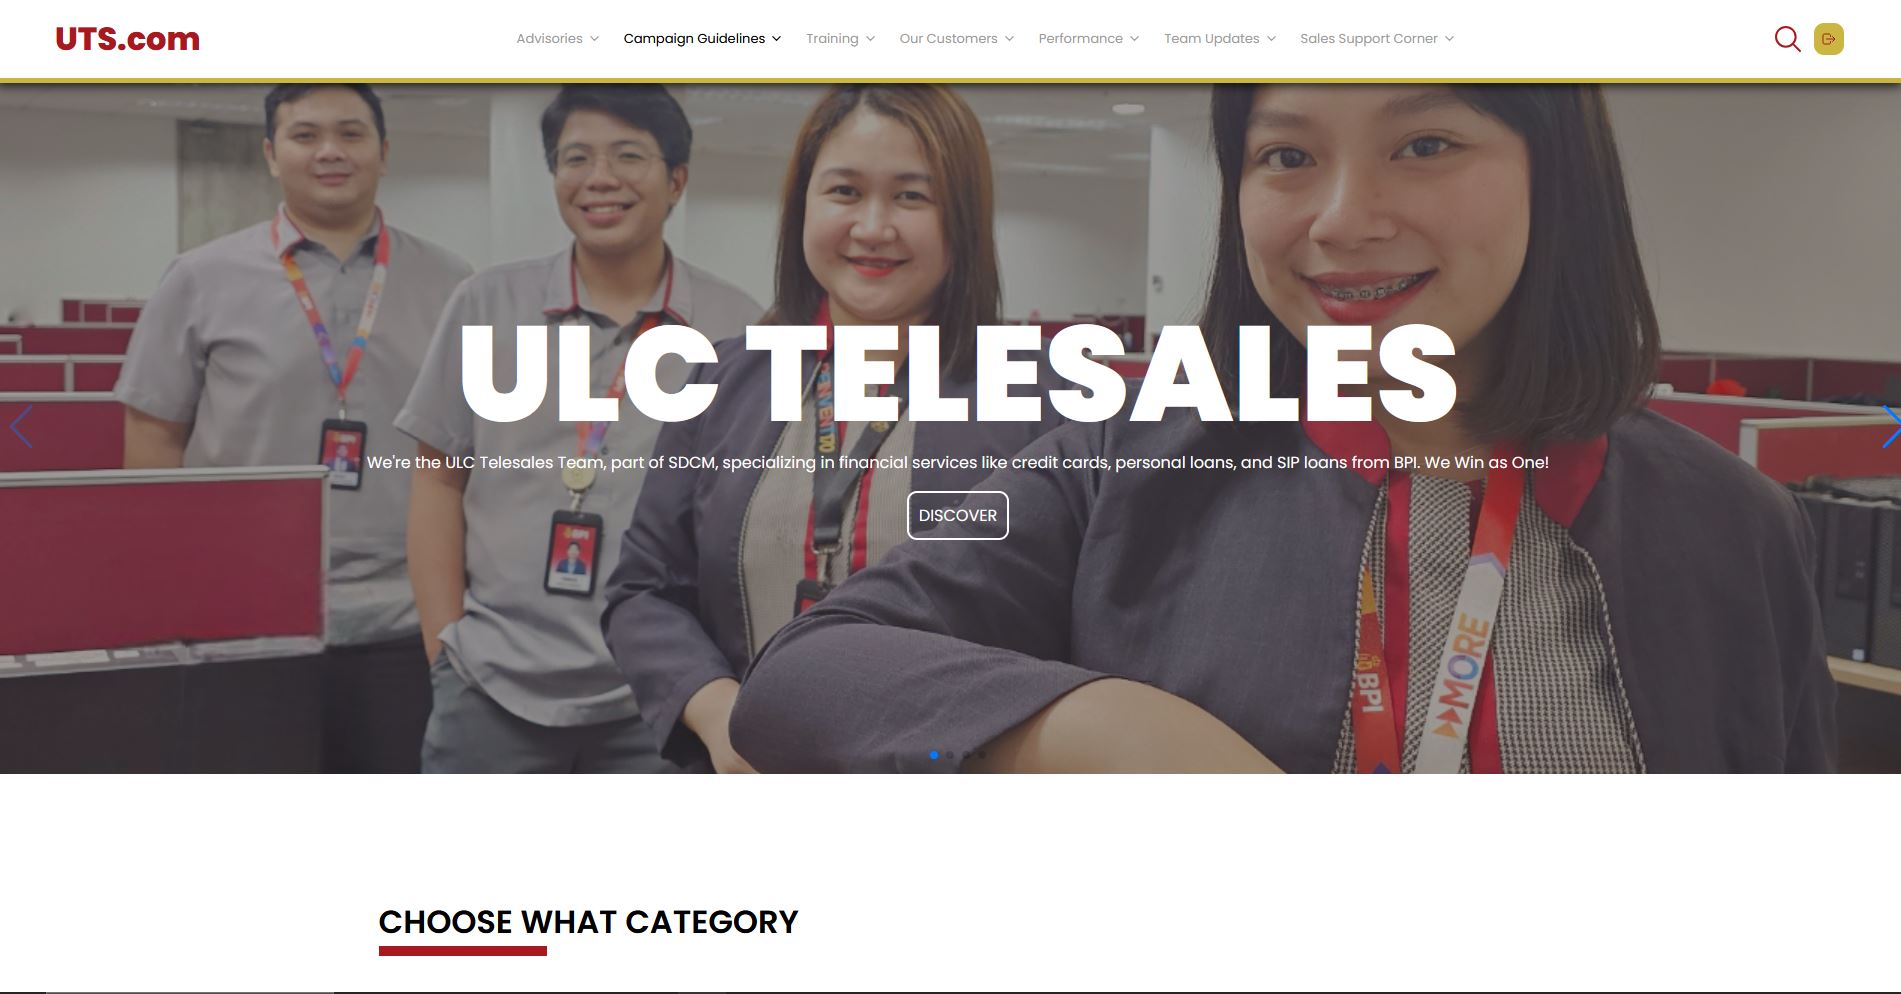 UTS.com
Advisories
Campaign Guidelines
Training
Our Customers
Performance
Team Updates
Sales Support Corner
ULC TELESALES
We're the ULC Telesales Team, part of SDCM, specializing in financial services like credit cards, personal loans, and SIP loans from BPI. We Win as One!
DISCOVER
BPI
BPI
BPI
MORE
CHOOSE WHAT CATEGORY